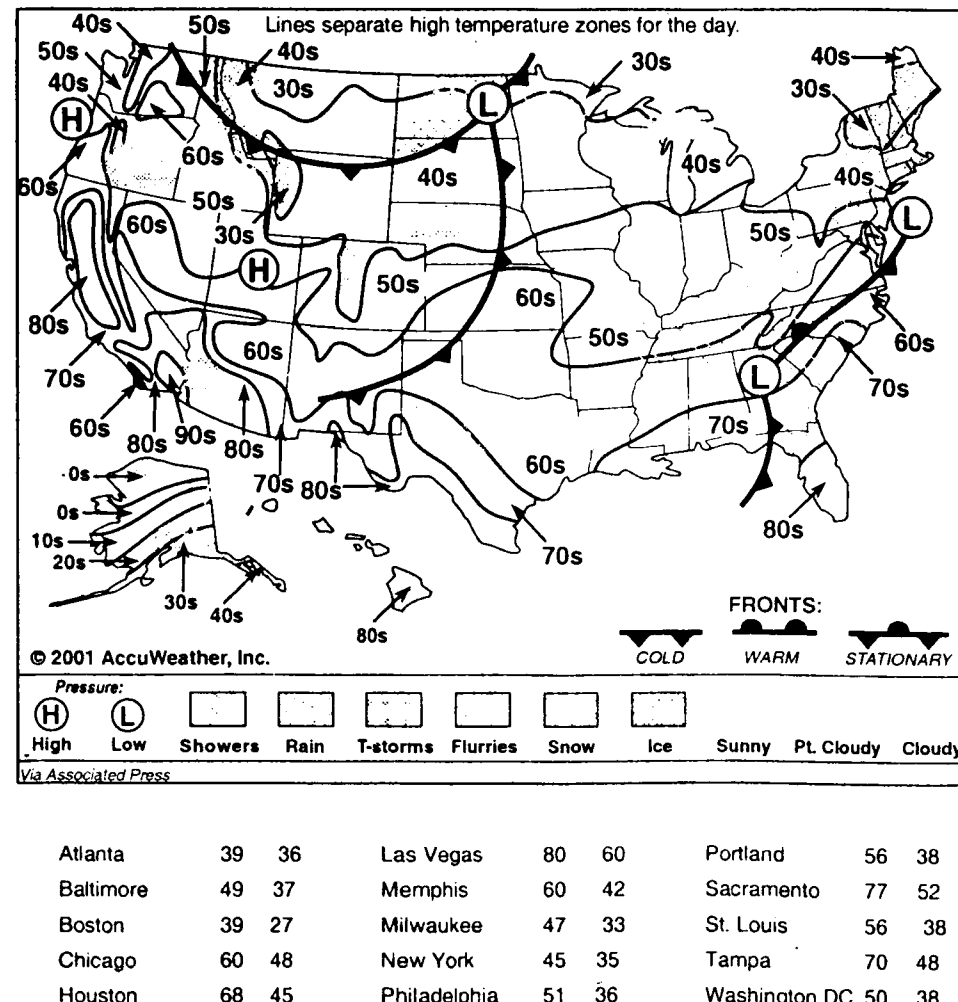 Lines separate high temperature zones for the day.
40s 50s 40s 30s 40s
50s 30s 30s
40s
H L
60s 60s 40s 40s 40s
50s
60s 30s 50s L
H
50s 60s
80s 60s 50s 60s
70s L 70s
60s 80s 90s 80s 70s 60s
70s 80s
-0s 80s
0s 70s
10s
20s
30s 40s 80s
FRONTS:
© 2001 AccuWeather, Inc. COLD WARM STATIONARY
Pressure:
H L
High Low Showers Rain T-storms Flurries Snow Ice Sunny Pt. Cloudy Cloudy
Via Associated Press
Atlanta 39 36 Las Vegas 80 60 Portland 56 38
Baltimore 49 37 Memphis 60 42 Sacramento 77 52
Boston 39 27 Milwaukee 47 33 St. Louis 56 38
Chicago 60 48 New York 45 35 Tampa 70 48
Houston 68 45 Philadelphia 51 36 Washington DC 50 38